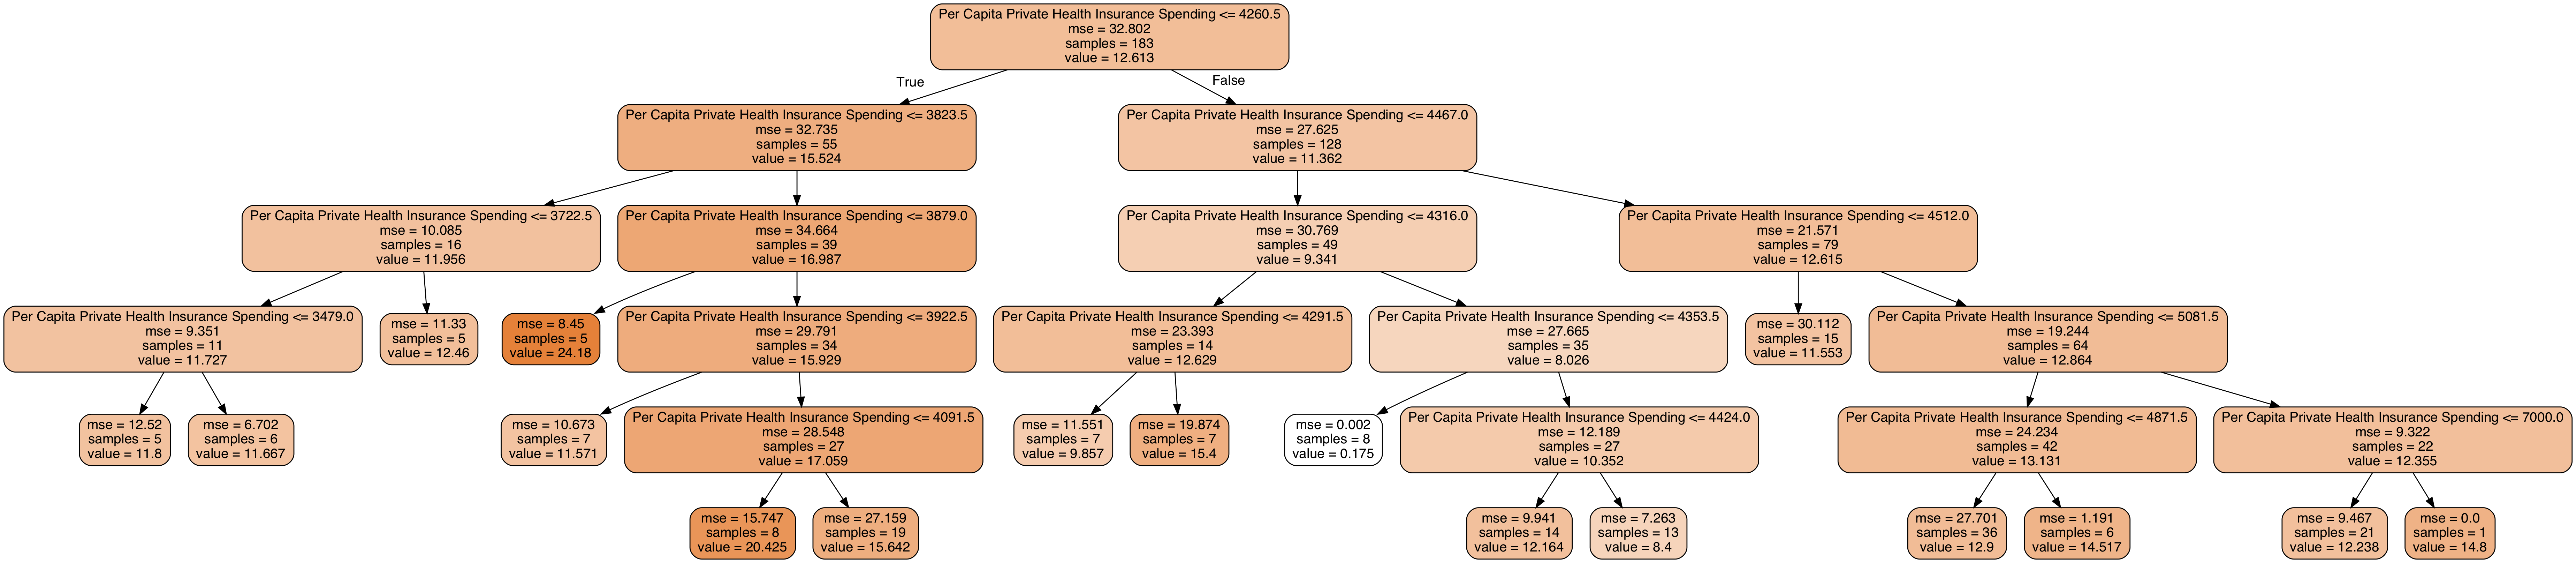 Per Capita Private Health Insurance Spending <= 4260.5
mse = 32.802
samples = 183
value = 12.613
True
False
Per Capita Private Health Insurance Spending <= 3823.5
mse = 32.735
samples = 55
value = 15.524
Per Capita Private Health Insurance Spending <= 4467.0
mse = 27.625
samples = 128
value = 11.362
Per Capita Private Health Insurance Spending <= 3722.5
mse = 10.085
samples = 16
value = 11.956
Per Capita Private Health Insurance Spending <= 3879.0
mse = 34.664
samples = 39
value = 16.987
Per Capita Private Health Insurance Spending <= 4316.0
mse = 30.769
samples = 49
value = 9.341
Per Capita Private Health Insurance Spending <= 4512.0
mse = 21.571
samples = 79
value = 12.615
Per Capita Private Health Insurance Spending <= 3479.0
mse = 9.351
samples = 11
value = 11.727
mse = 11.33
samples = 5
value = 12.46
mse = 8.45
samples = 5
value = 24.18
Per Capita Private Health Insurance Spending <= 3922.5
mse = 29.791
samples = 34
value = 15.929
Per Capita Private Health Insurance Spending <= 4291.5
mse = 23.393
samples = 14
value = 12.629
Per Capita Private Health Insurance Spending <= 4353.5
mse = 27.665
samples = 35
value = 8.026
mse = 30.112
samples = 15
value = 11.553
Per Capita Private Health Insurance Spending <= 5081.5
mse = 19.244
samples = 64
value = 12.864
mse = 12.52
samples = 5
value = 11.8
mse = 6.702
samples = 6
value = 11.667
mse = 10.673
samples = 7
value = 11.571
Per Capita Private Health Insurance Spending <= 4091.5
mse = 28.548
samples = 27
value = 17.059
mse = 11.551
samples = 7
value = 9.857
mse = 19.874
samples = 7
value = 15.4
mse = 0.002
samples = 8
value = 0.175
Per Capita Private Health Insurance Spending <= 4424.0
mse = 12.189
samples = 27
value = 10.352
Per Capita Private Health Insurance Spending <= 4871.5
mse = 24.234
samples = 42
value = 13.131
Per Capita Private Health Insurance Spending <= 7000.0
mse = 9.322
samples = 22
value = 12.355
mse = 15.747
samples = 8
value = 20.425
mse = 27.159
samples = 19
value = 15.642
mse = 9.941
samples = 14
value = 12.164
mse = 7.263
samples = 13
value = 8.4
mse = 27.701
samples = 36
value = 12.9
mse = 1.191
samples = 6
value = 14.517
mse = 9.467
samples = 21
value = 12.238
mse = 0.0
samples = 1
value = 14.8